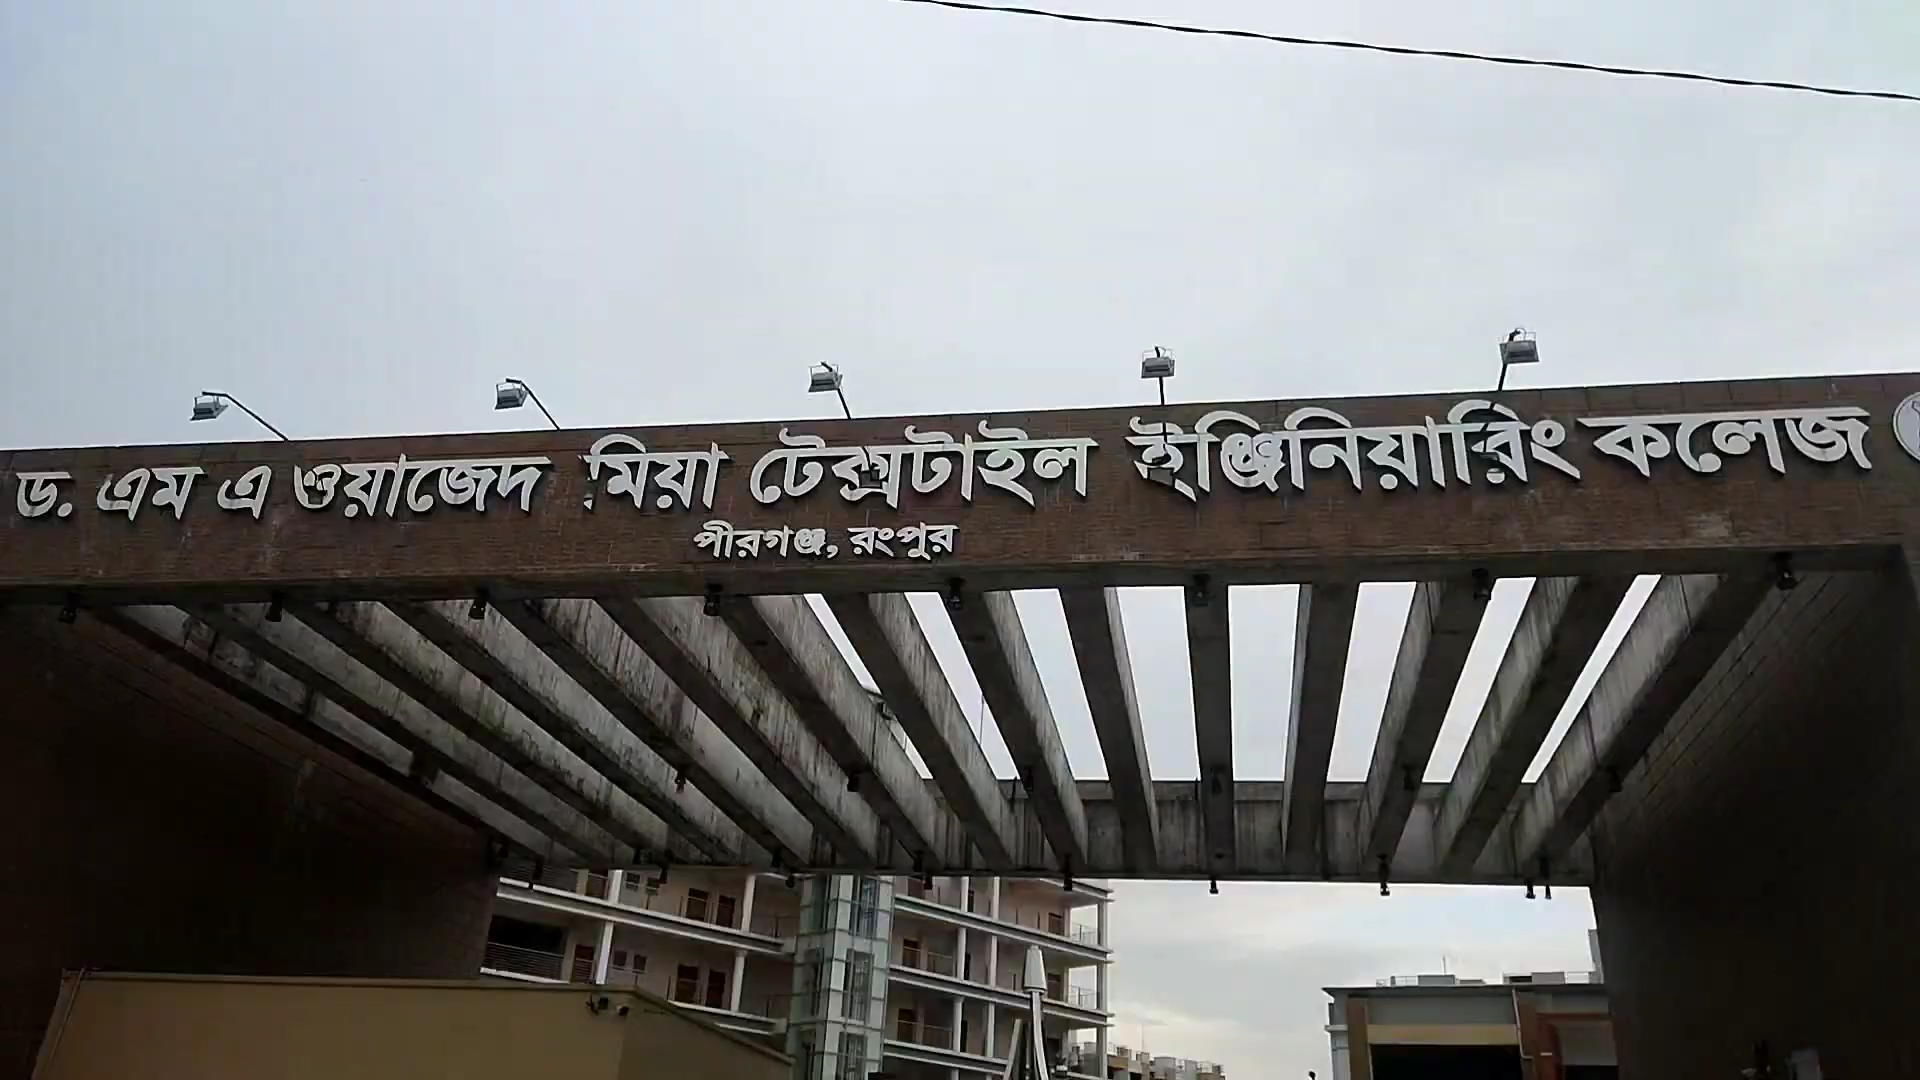 ড. এম এ ওয়াজেদ মিয়া টেক্সটাইল ইঞ্জিনিয়ারিং কলেজ
পীরগঞ্জ, রংপুর